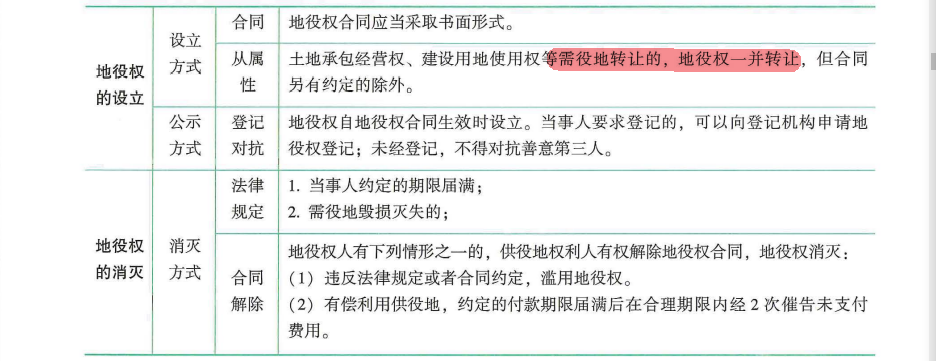 地役权
的设立
设立
方式
合同
地役权合同应当采取书面形式。
从属
性
土地承包经营权、建设用地使用权等需役地转让的，地役权一并转让，但合同
另有约定的除外。
公示
方式
登记
对抗
地役权自地役权合同生效时设立。当事人要求登记的，可以向登记机构申请地
役权登记；未经登记，不得对抗善意第三人。
地役权
的消灭
消灭
方式
法律
规定
1. 当事人约定的期限届满；
2. 需役地毁损灭失的；
合同
解除
地役权人有下列情形之一的，供役地权利人有权解除地役权合同，地役权消灭：
（1）违反法律规定或者合同约定，滥用地役权。
（2）有偿利用供役地，约定的付款期限届满后在合理期限内经 2 次催告未支付
费用。